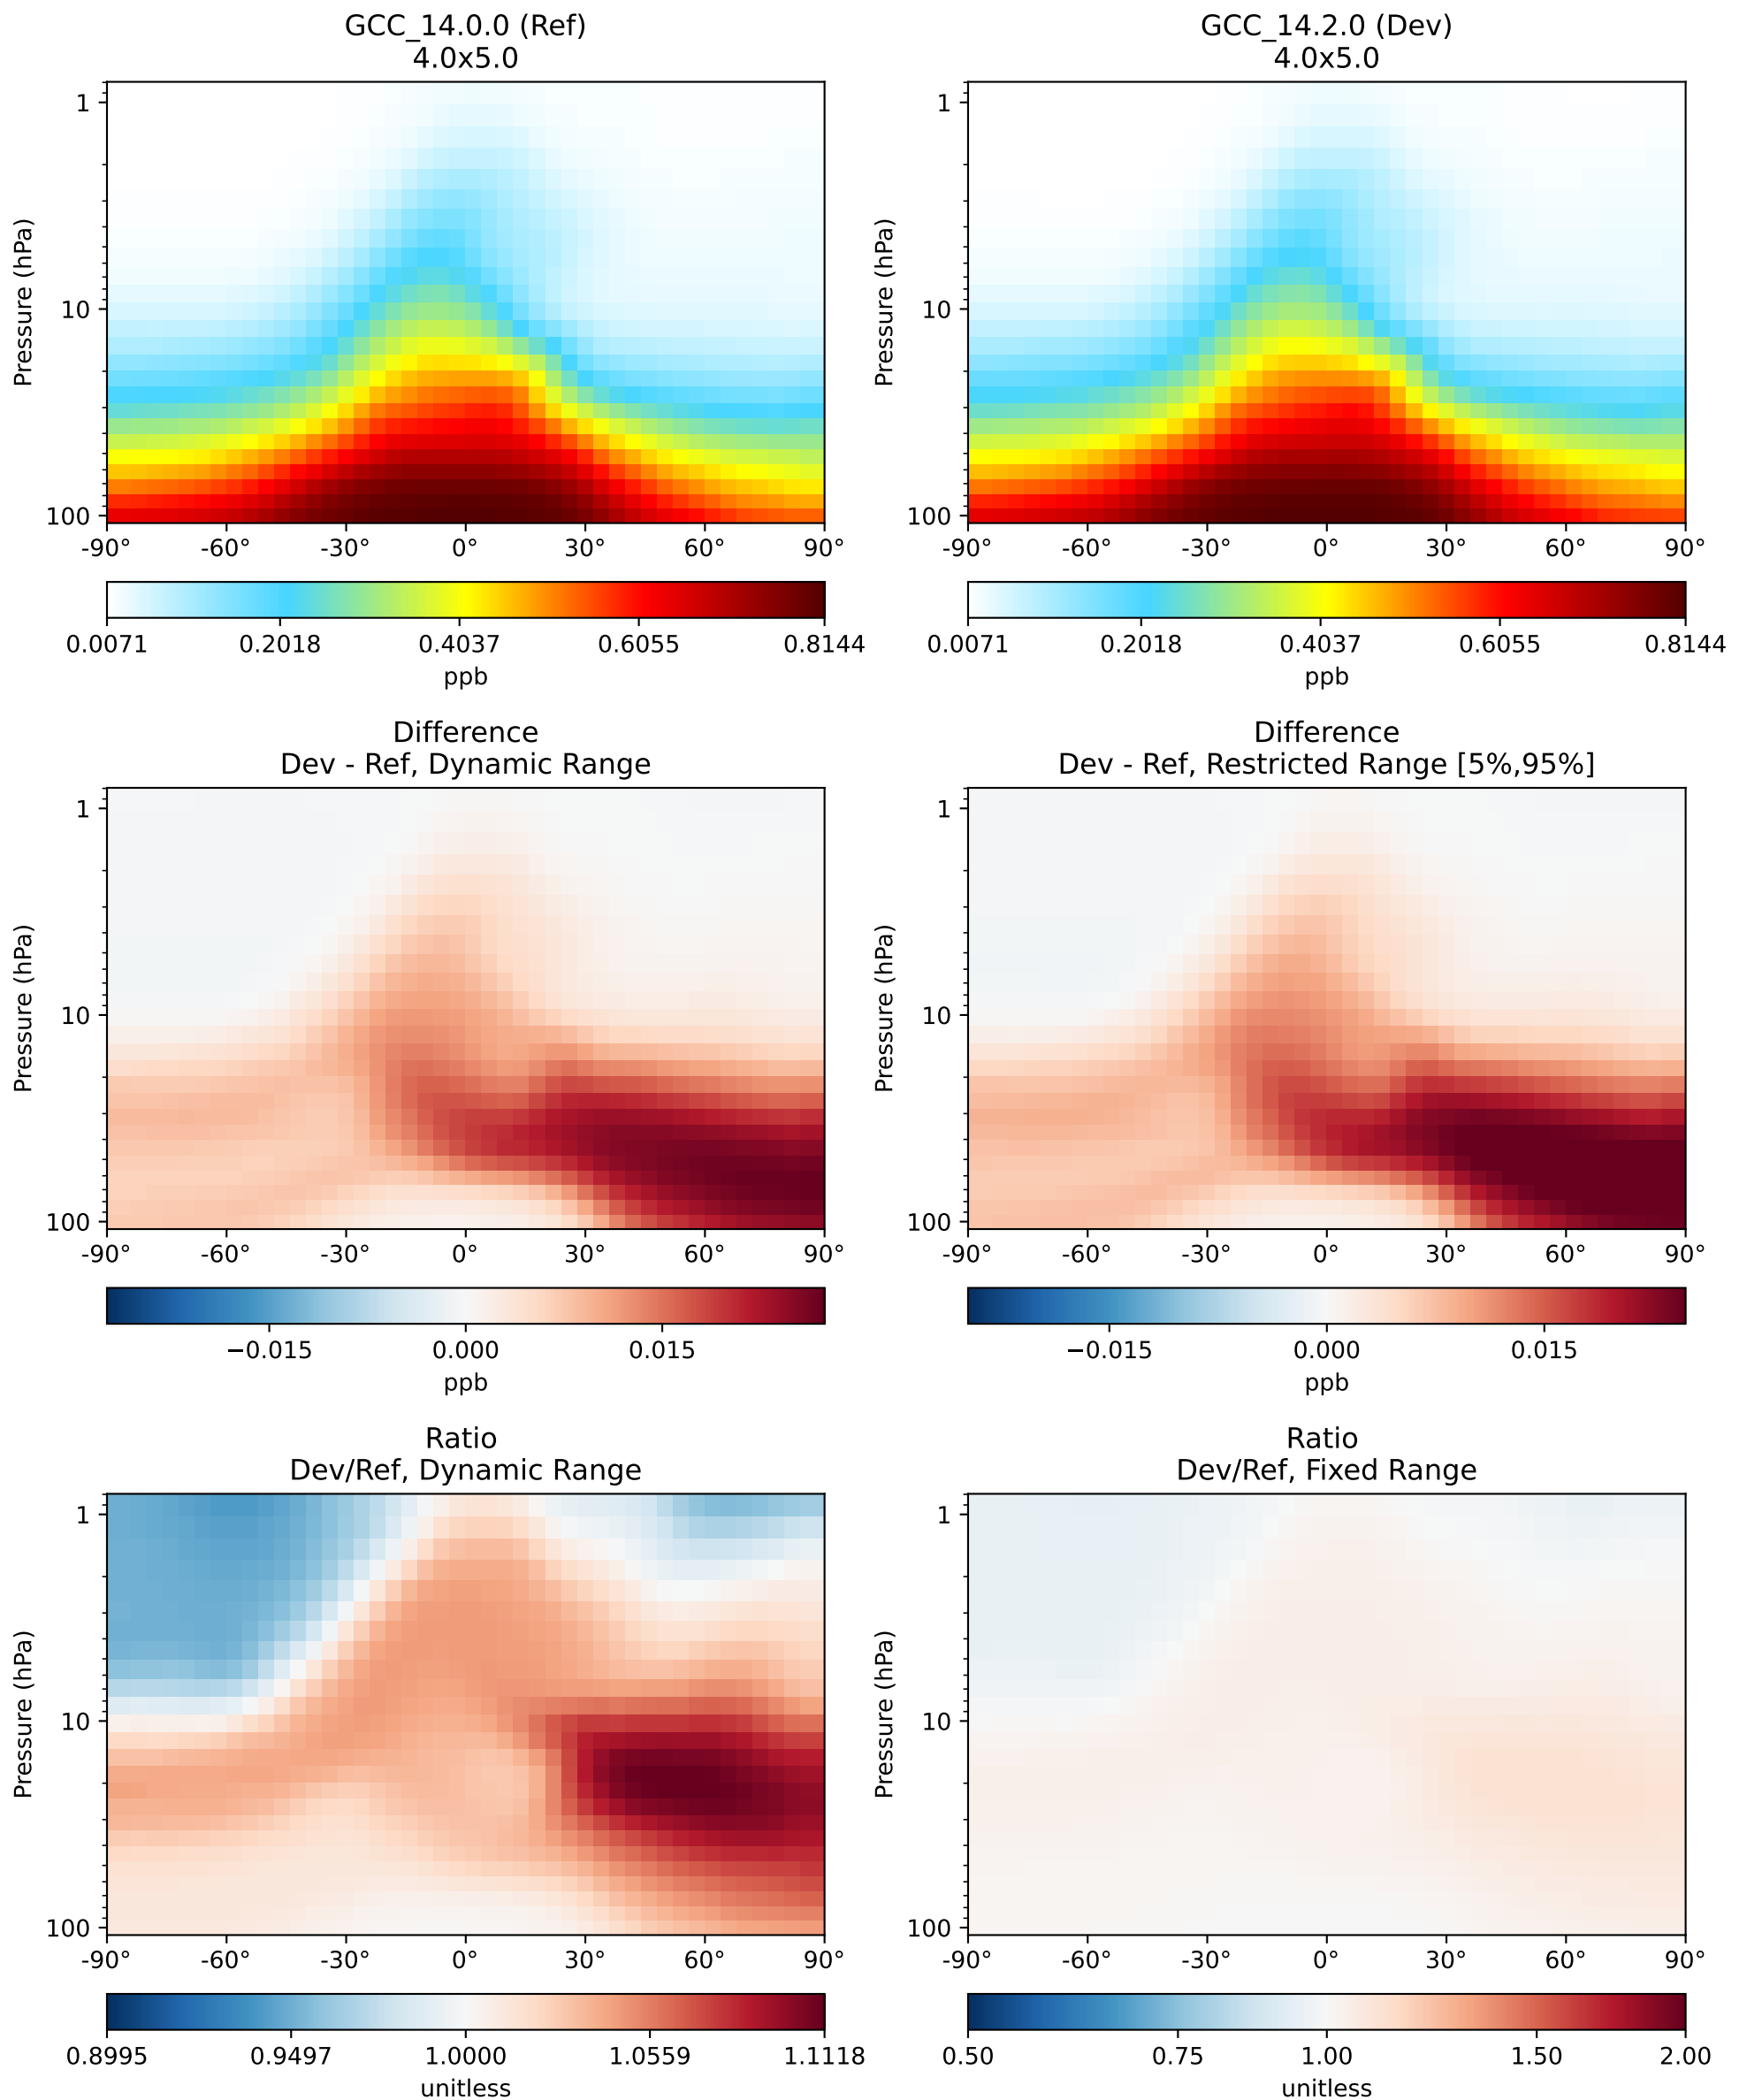 GCC_14.0.0 (Ref)
4.0x5.0
GCC_14.2.0 (Dev)
4.0x5.0
Pressure (hPa)
1
10
100
-90° -60° -30° 0° 30° 60° 90°
0.0071 0.2018 0.4037 0.6055 0.8144
ppb
Pressure (hPa)
1
10
100
-90° -60° -30° 0° 30° 60° 90°
0.0071 0.2018 0.4037 0.6055 0.8144
ppb
Difference
Dev - Ref, Dynamic Range
Pressure (hPa)
1
10
100
-90° -60° -30° 0° 30° 60° 90°
−0.015 0.000 0.015
ppb
Difference
Dev - Ref, Restricted Range [5%,95%]
Pressure (hPa)
1
10
100
-90° -60° -30° 0° 30° 60° 90°
−0.015 0.000 0.015
ppb
Ratio
Dev/Ref, Dynamic Range
Pressure (hPa)
1
10
100
-90° -60° -30° 0° 30° 60° 90°
0.8995 0.9497 1.0000 1.0559 1.1118
unitless
Ratio
Dev/Ref, Fixed Range
Pressure (hPa)
1
10
100
-90° -60° -30° 0° 30° 60° 90°
0.50 0.75 1.00 1.50 2.00
unitless